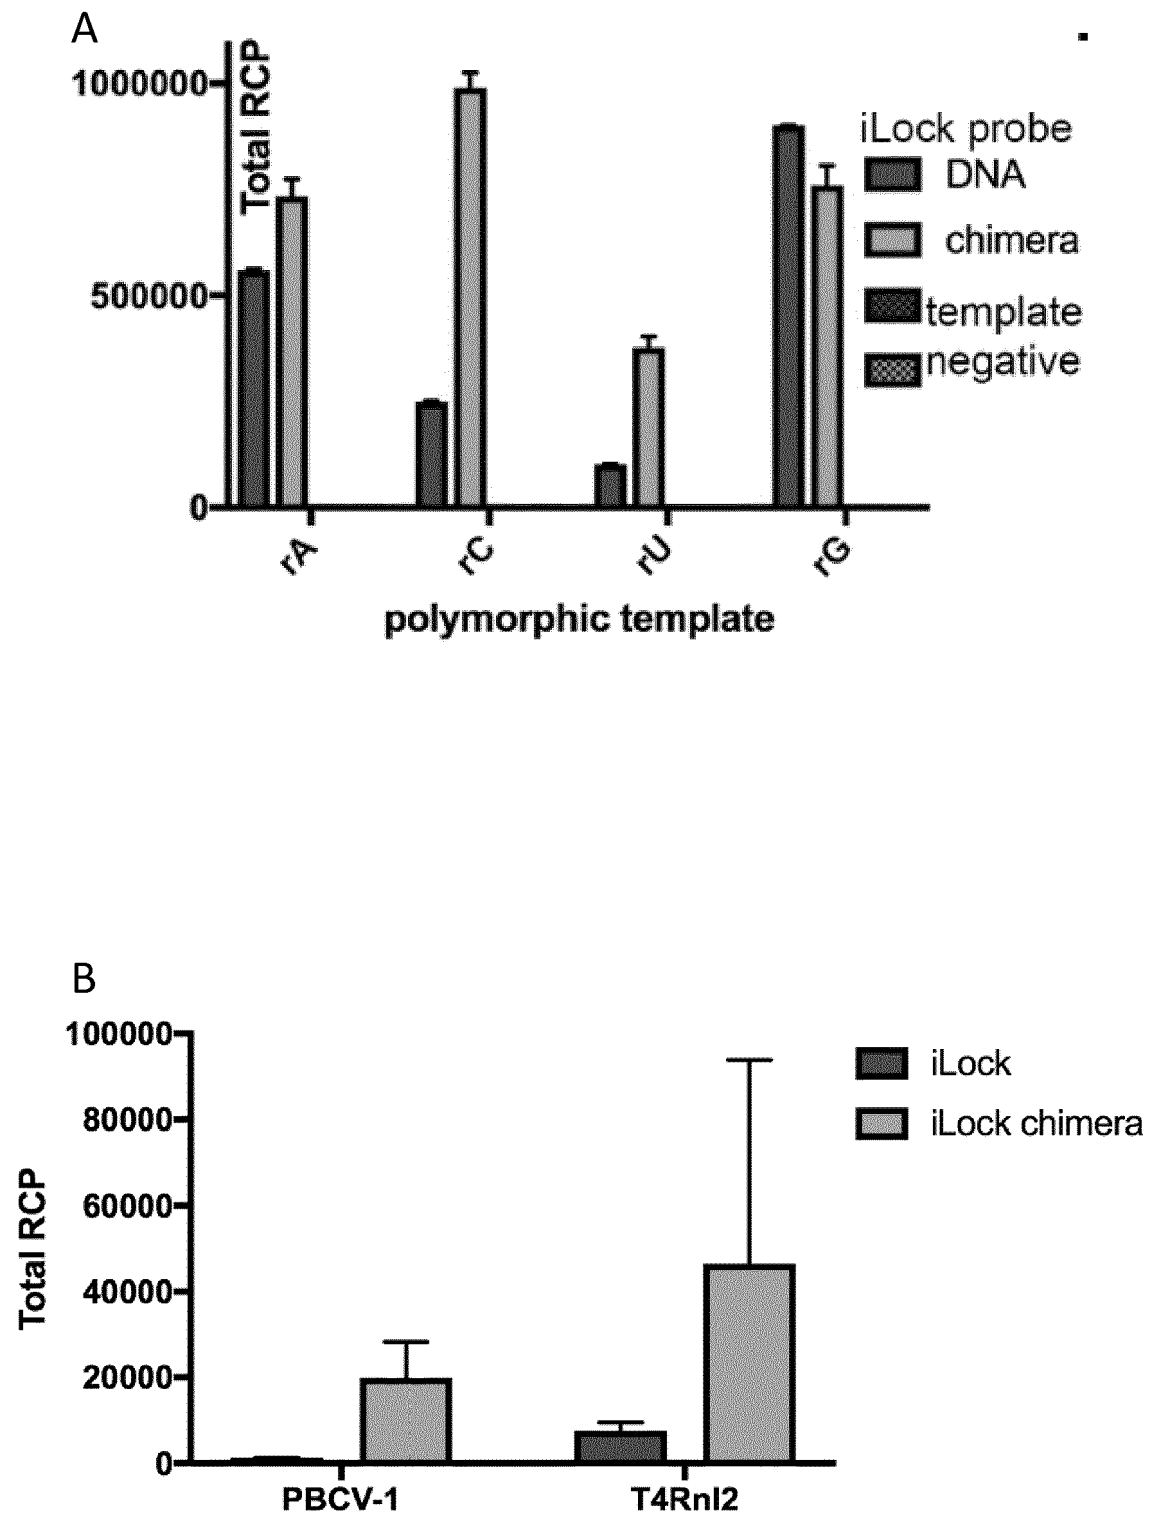 A
Total RCP
1000000
500000
0
rA
rC
rU
rG
polymorphic template
iLock probe
DNA
chimera
template
negative
B
Total RCP
100000
80000
60000
40000
20000
0
PBCV-1
T4Rnl2
iLock
iLock chimera